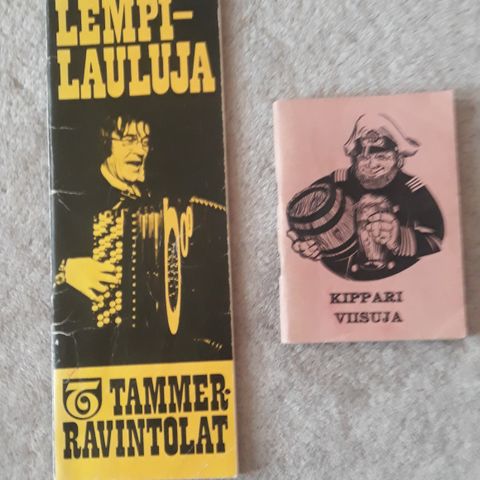 LEMPI-
LAULUJA
TAMMER-
RAVINTOLAT
KIPPARI
VIISUJA